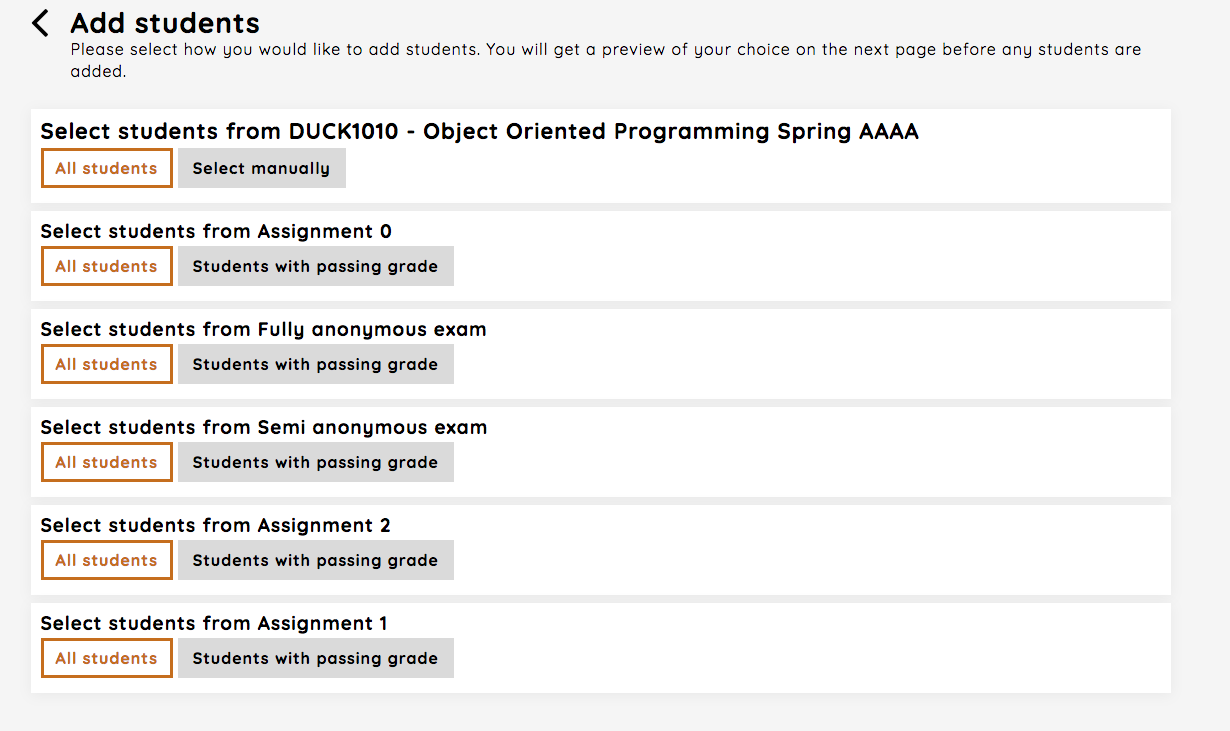 Add students
Please select how you would like to add students. You will get a preview of your choice on the next page before any students are
added.
Select students from DUCK1010 - Object Oriented Programming Spring AAAA
All students Select manually
Select students from Assignment 0
All students Students with passing grade
Select students from Fully anonymous exam
All students Students with passing grade
Select students from Semi anonymous exam
All students Students with passing grade
Select students from Assignment 2
All students Students with passing grade
Select students from Assignment 1
All students Students with passing grade